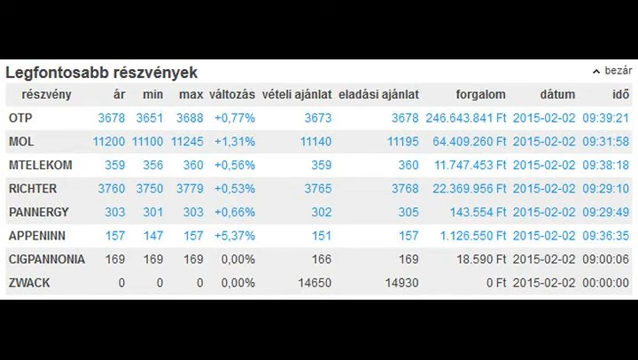 Legfontosabb részvények bezár
részvény ár min max változás vételi ajánlat eladási ajánlat forgalom dátum idő
OTP 3678 3651 3688 +0,77% 3673 3678 246.643.841 Ft 2015-02-02 09:39:21
MOL 11200 11100 11245 +1,31% 11140 11195 64.409.260 Ft 2015-02-02 09:31:58
MTELEKOM 359 356 360 +0,56% 359 360 11.747.453 Ft 2015-02-02 09:38:18
RICHTER 3760 3750 3779 +0,53% 3765 3768 22.369.956 Ft 2015-02-02 09:29:10
PANNERGY 303 301 303 +0,66% 302 305 143.554 Ft 2015-02-02 09:29:49
APPENINN 157 147 157 +5,37% 151 157 1.126.550 Ft 2015-02-02 09:36:35
CIGPANNONIA 169 169 169 0,00% 166 169 18.590 Ft 2015-02-02 09:00:06
ZWACK 0 0 0 0,00% 14650 14930 0 Ft 2015-02-02 00:00:00